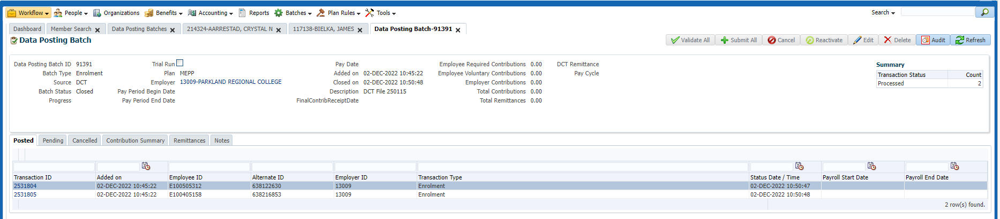 Workflow People Organizations Benefits Accounting Reports Batches Plan Rules Tools Search
Dashboard Member Search Data Posting Batches 214324-AARRESTAD, CRYSTAL N 117138-BIELKA, JAMES Data Posting Batch-91391
Data Posting Batch Validate All Submit All Cancel Reactivate Edit Delete Audit Refresh
Data Posting Batch ID 91391 Trial Run Pay Date Employee Required Contributions 0.00 DCT Remittance
Batch Type Enrolment Plan MEPP Added on 02-DEC-2022 10:45:22 Employee Voluntary Contributions 0.00 Pay Cycle
Source DCT Employer 13009-PARKLAND REGIONAL COLLEGE Closed on 02-DEC-2022 10:50:48 Employer Contributions 0.00
Batch Status Closed Pay Period Begin Date Description DCT File 250115 Total Contributions 0.00
Progress Pay Period End Date FinalContribReceiptDate Total Remittances 0.00
Summary
Transaction Status Count
Processed 2
Posted Pending Cancelled Contribution Summary Remittances Notes
Transaction ID Added on Employee ID Alternate ID Employer ID Transaction Type Status Date / Time Payroll Start Date Payroll End Date
2531804 02-DEC-2022 10:45:22 E100505312 638122630 13009 Enrolment 02-DEC-2022 10:50:47
2531805 02-DEC-2022 10:45:22 E100405158 638216853 13009 Enrolment 02-DEC-2022 10:50:48
2 row(s) found.